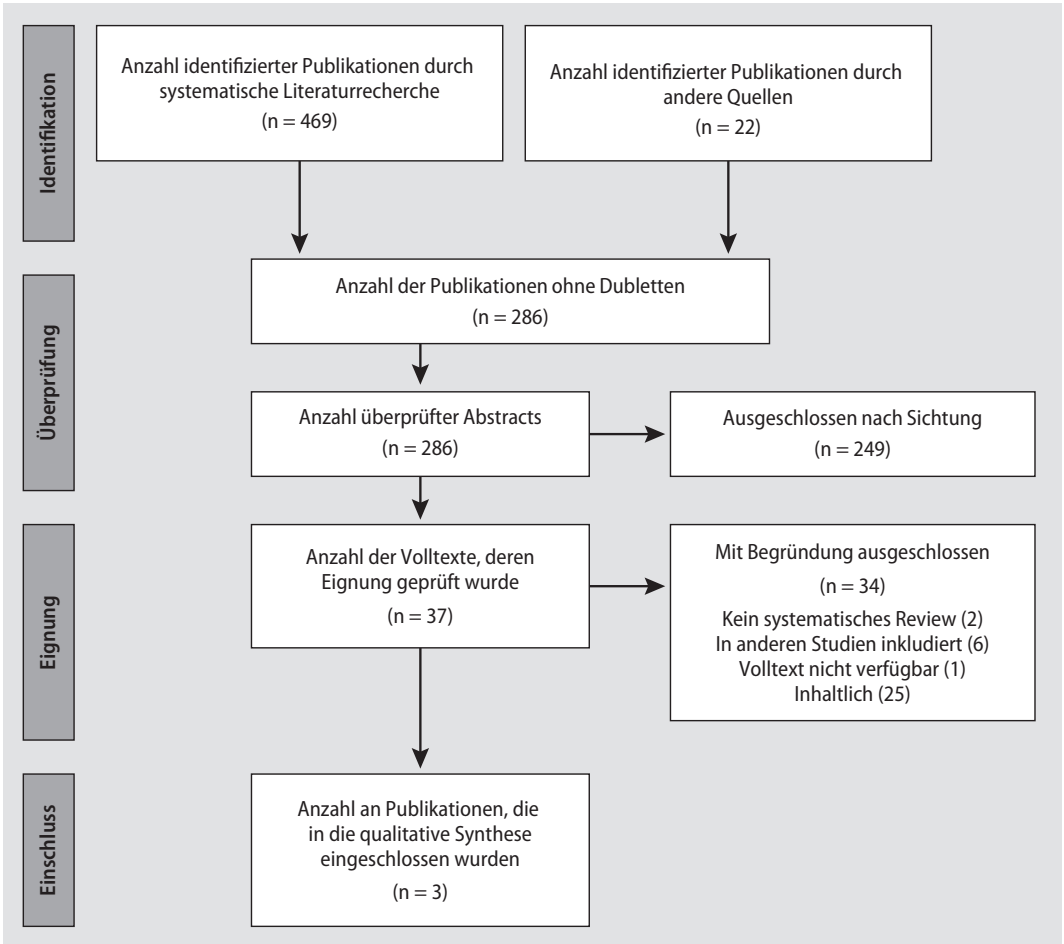 Identifikation
Anzahl identifizierter Publikationen durch
systematische Literaturrecherche
(n = 469)
Anzahl identifizierter Publikationen durch
andere Quellen
(n = 22)
Überprüfung
Anzahl der Publikationen ohne Dubletten
(n = 286)
Anzahl überprüfter Abstracts
(n = 286)
Ausgeschlossen nach Sichtung
(n = 249)
Eignung
Anzahl der Volltexte, deren
Eignung geprüft wurde
(n = 37)
Mit Begründung ausgeschlossen
(n = 34)
Kein systematisches Review (2)
In anderen Studien inkludiert (6)
Volltext nicht verfügbar (1)
Inhaltlich (25)
Einschluss
Anzahl an Publikationen, die
in die qualitative Synthese
eingeschlossen wurden
(n = 3)